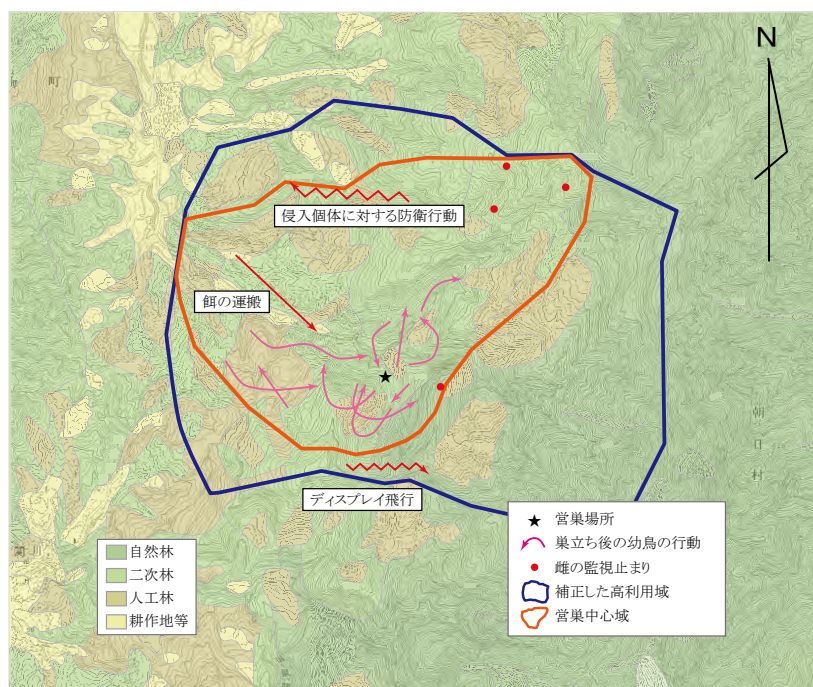 N
町
侵入個体に対する防衛行動
餌の運搬
朝
日
村
ディスプレイ飛行
営巣場所
巣立ち後の幼鳥の行動
雌の監視止まり
補正した高利用域
営巣中心域
自然林
二次林
人工林
耕作地等
川